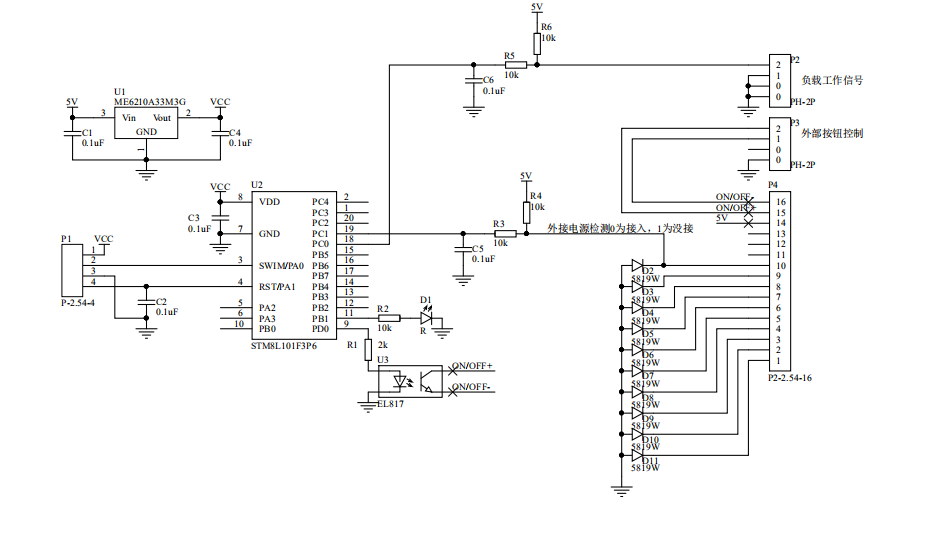 5V
R6
10k
R5
10k
C6
0.1uF
P2
2
1
0
0
负载工作信号
PH-2P
U1
ME6210A33M3G
5V
3
Vin
Vout
2
VCC
GND
1
C1
0.1uF
C4
0.1uF
P3
2
1
0
0
外部按钮控制
PH-2P
VCC
C3
0.1uF
U2
8
VDD
7
GND
3
SWIM/PA0
4
RST/PA1
5
PA2
6
PA3
10
PB0
PC4
2
PC3
1
PC2
20
PC1
19
PC0
18
PB5
15
PB6
16
PB7
17
PB4
14
PB3
13
PB2
12
PB1
11
PD0
9
STM8L101F3P6
P1
VCC
1
2
3
4
P-2.54-4
C2
0.1uF
5V
R4
10k
R3
10k
C5
0.1uF
外接电源检测0为接入，1为没接
R2
10k
D1
R
R1
2k
U3
EL817
ON/OFF+
ON/OFF-
P4
ON/OFF-
16
ON/OFF+
15
5V
14
13
12
11
10
9
8
7
6
5
4
3
2
1
P2-2.54-16
D2
5819W
D3
5819W
D4
5819W
D5
5819W
D6
5819W
D7
5819W
D8
5819W
D9
5819W
D10
5819W
D11
5819W